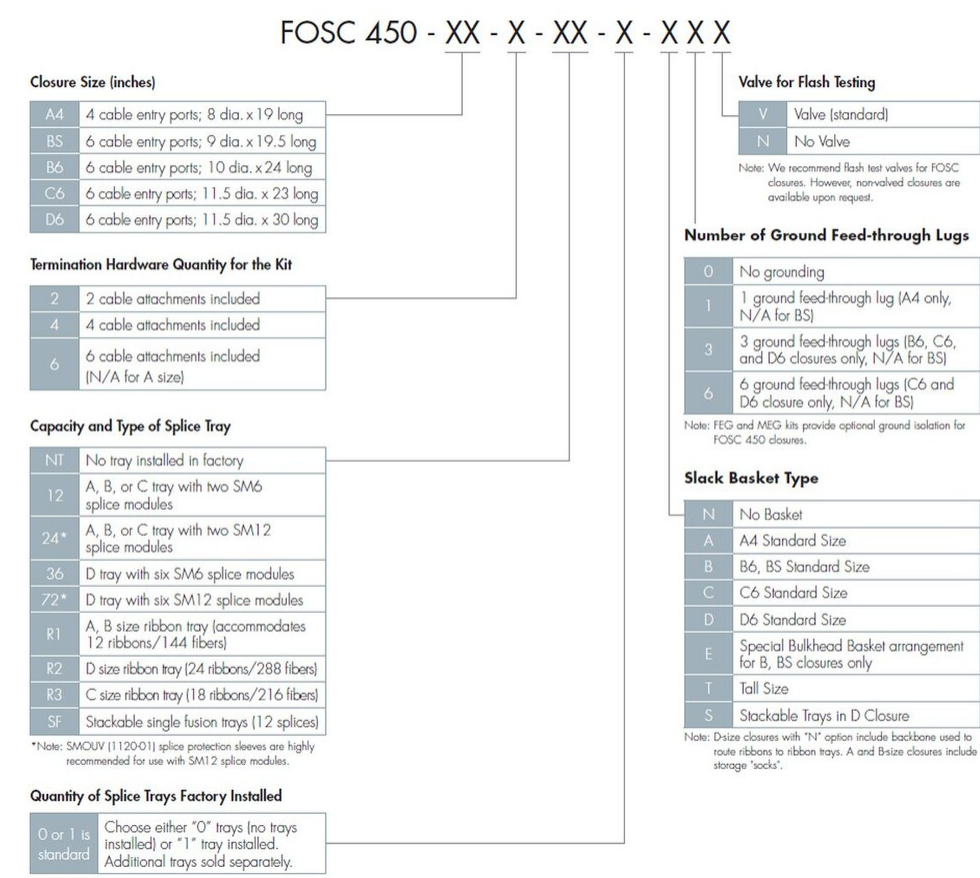 FOSC 450 - XX - X - XX - X - X X X
Closure Size (inches)
A4 4 cable entry ports; 8 dia. x 19 long
BS 6 cable entry ports; 9 dia. x 19.5 long
B6 6 cable entry ports; 10 dia. x 24 long
C6 6 cable entry ports; 11.5 dia. x 23 long
D6 6 cable entry ports; 11.5 dia. x 30 long
Termination Hardware Quantity for the Kit
2 2 cable attachments included
4 4 cable attachments included
6 6 cable attachments included
(N/A for A size)
Capacity and Type of Splice Tray
NT No tray installed in factory
12 A, B, or C tray with two SM6
splice modules
24* A, B, or C tray with two SM12
splice modules
36 D tray with six SM6 splice modules
72* D tray with six SM12 splice modules
R1 A, B size ribbon tray (accommodates
12 ribbons/144 fibers)
R2 D size ribbon tray (24 ribbons/288 fibers)
R3 C size ribbon tray (18 ribbons/216 fibers)
SF Stackable single fusion trays (12 splices)
*Note: SMOUV (1120-01) splice protection sleeves are highly
recommended for use with SM12 splice modules.
Quantity of Splice Trays Factory Installed
0 or 1 is
standard
Choose either "0" trays (no trays
installed) or "1" tray installed.
Additional trays sold separately.
Valve for Flash Testing
V Valve (standard)
N No Valve
Note: We recommend flash test valves for FOSC
closures. However, non-valved closures are
available upon request.
Number of Ground Feed-through Lugs
0 No grounding
1 1 ground feed-through lug (A4 only,
N/A for BS)
3 3 ground feed-through lugs (B6, C6,
and D6 closures only, N/A for BS)
6 6 ground feed-through lugs (C6 and
D6 closure only, N/A for BS)
Note: FEG and MEG kits provide optional ground isolation for
FOSC 450 closures.
Slack Basket Type
N No Basket
A A4 Standard Size
B B6, BS Standard Size
C C6 Standard Size
D D6 Standard Size
E Special Bulkhead Basket arrangement
for B, BS closures only
T Tall Size
S Stackable Trays in D Closure
Note: D-size closures with "N" option include backbone used to
route ribbons to ribbon trays. A and B-size closures include
storage "socks".